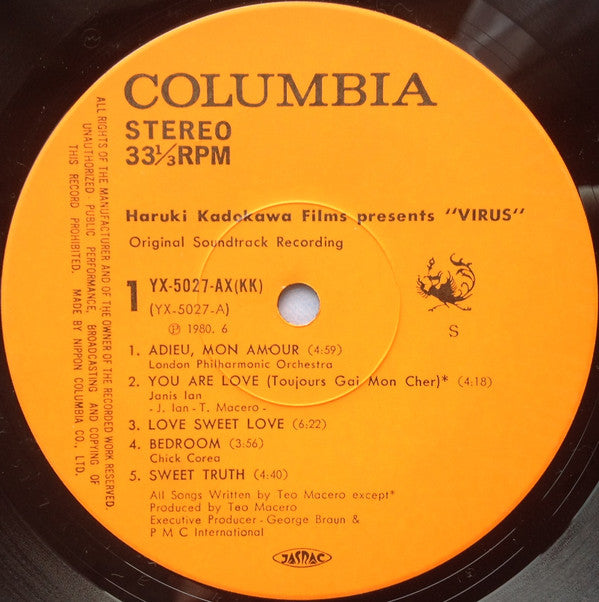 COLUMBIA
STEREO
33⅓RPM
Haruki Kadokawa Films presents "VIRUS"
Original Soundtrack Recording
1
YX-5027-AX(KK)
(YX-5027-A)
Ⓟ 1980. 6
S
1. ADIEU, MON AMOUR (4:59)
London Philharmonic Orchestra
2. YOU ARE LOVE (Toujours Gai Mon Cher)* (4:18)
Janis Ian
- J. Ian - T. Macero -
3. LOVE SWEET LOVE (6:22)
4. BEDROOM (3:56)
Chick Corea
5. SWEET TRUTH (4:40)
All Songs Written by Teo Macero except*
Produced by Teo Macero
Executive Producer - George Braun &
P M C International
JASRAC
ALL RIGHTS OF THE MANUFACTURER AND OF THE OWNER OF THE RECORDED WORK RESERVED.
UNAUTHORIZED PUBLIC PERFORMANCE, BROADCASTING AND COPYING OF
THIS RECORD PROHIBITED. MADE BY NIPPON COLUMBIA CO., LTD.